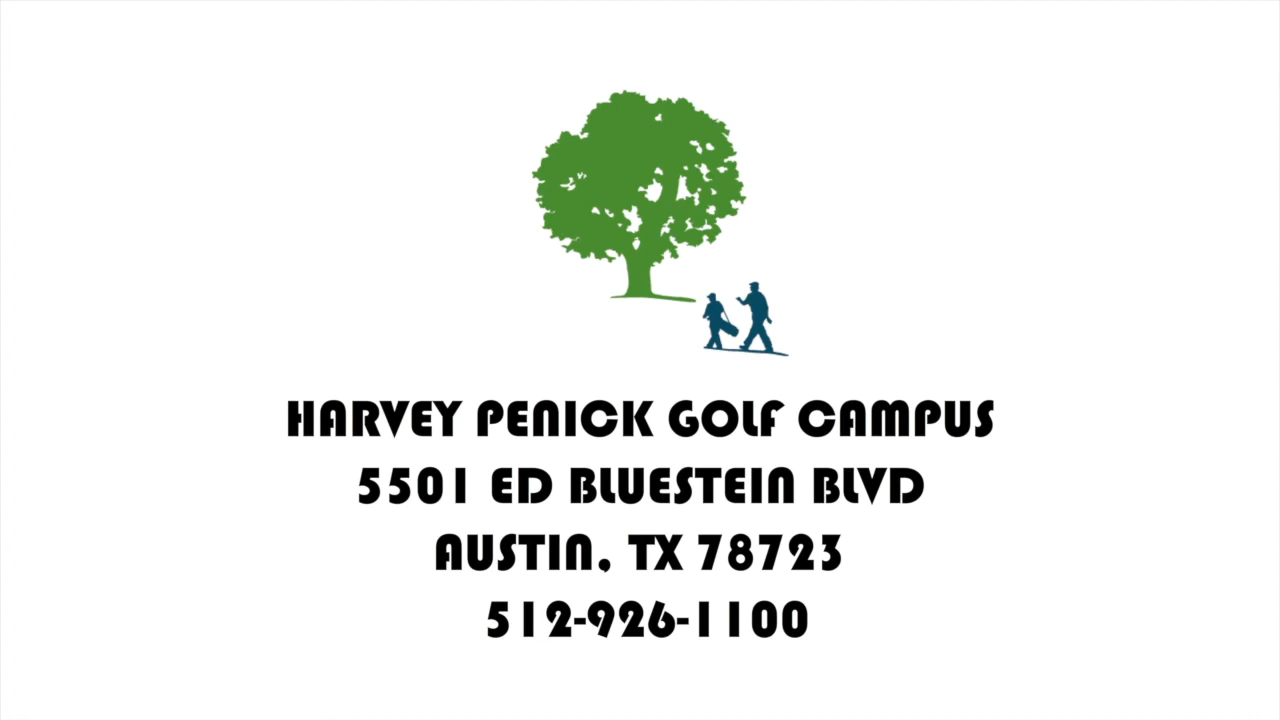 HARVEY PENICK GOLF CAMPUS
5501 ED BLUESTEIN BLVD
AUSTIN, TX 78723
512-926-1100